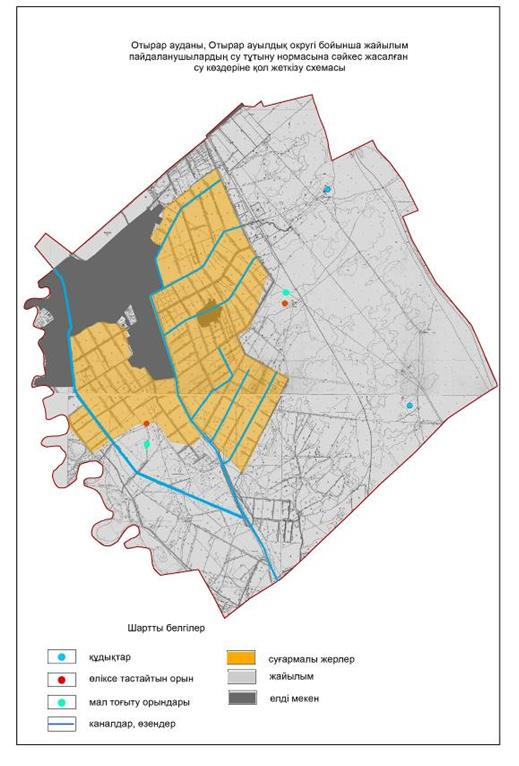 Отырар ауданы, Отырар ауылдық округі бойынша жайылым
пайдаланушылардың су тұтыну нормасына сәйкес жасалған
су көздеріне қол жеткізу схемасы
Шартты белгілер
құдықтар
өліксе тастайтын орын
мал тоғыту орындары
каналдар, өзендер
суғармалы жерлер
жайылым
елді мекен